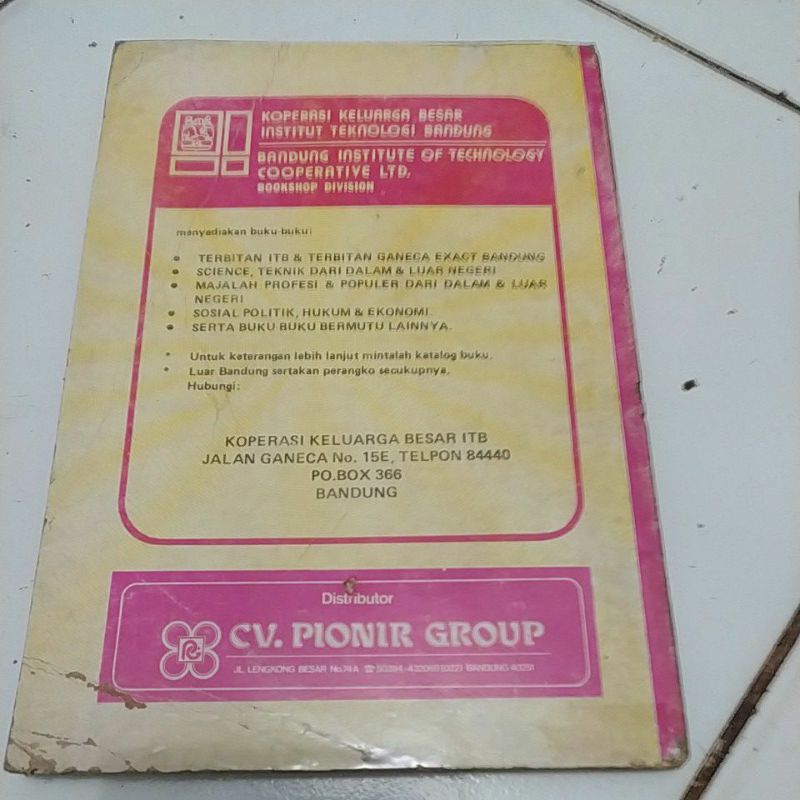 KOPERASI KELUARGA BESAR
INSTITUT TEKNOLOGI BANDUNG
BANDUNG INSTITUTE OF TECHNOLOGY
COOPERATIVE LTD.
BOOKSHOP DIVISION
menyediakan buku-buku:
• TERBITAN ITB & TERBITAN GANECA EXACT BANDUNG
• SCIENCE, TEKNIK DARI DALAM & LUAR NEGERI
• MAJALAH PROFESI & POPULER DARI DALAM & LUAR
NEGERI
• SOSIAL POLITIK, HUKUM & EKONOMI.
• SERTA BUKU BUKU BERMUTU LAINNYA.
* Untuk keterangan lebih lanjut mintalah katalog buku.
* Luar Bandung sertakan perangko secukupnya.
Hubungi:
KOPERASI KELUARGA BESAR ITB
JALAN GANECA No. 15E, TELPON 84440
PO.BOX 366
BANDUNG
Distributor
CV. PIONIR GROUP
JL. LENGKONG BESAR No.74A ☎ BANDUNG